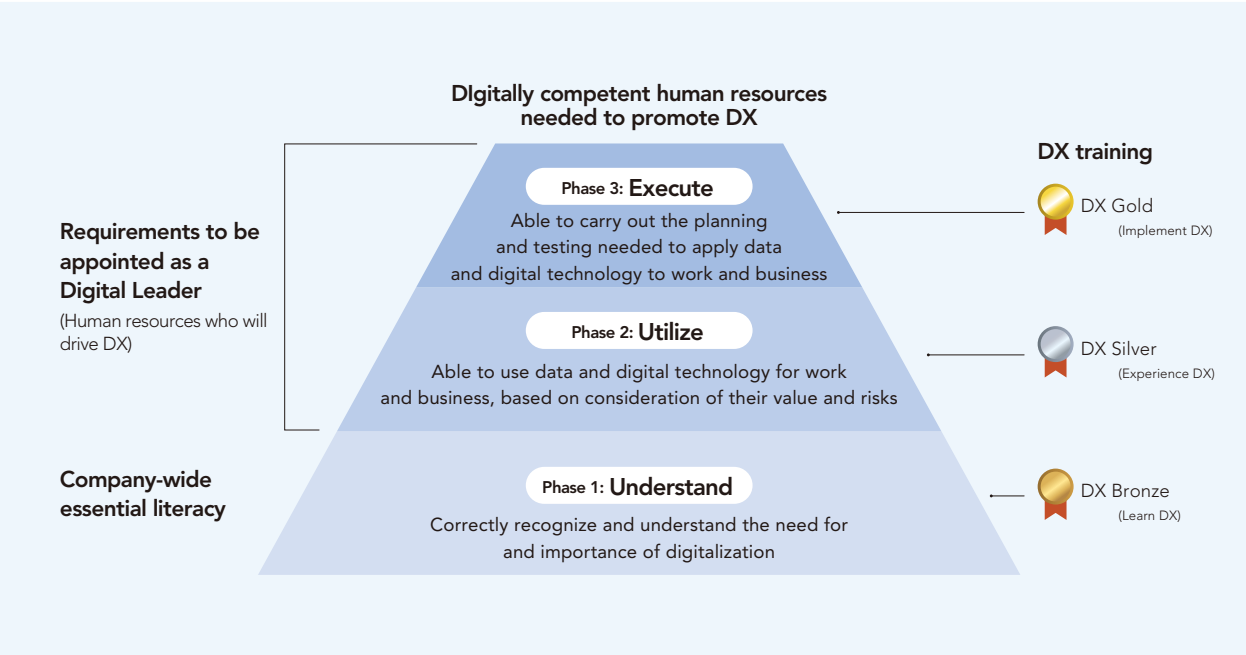 DIgitally competent human resources
needed to promote DX
Requirements to be
appointed as a
Digital Leader
(Human resources who will
drive DX)
Company-wide
essential literacy
Phase 3: Execute
Able to carry out the planning
and testing needed to apply data
and digital technology to work and business
Phase 2: Utilize
Able to use data and digital technology for work
and business, based on consideration of their value and risks
Phase 1: Understand
Correctly recognize and understand the need for
and importance of digitalization
DX training
DX Gold
(Implement DX)
DX Silver
(Experience DX)
DX Bronze
(Learn DX)